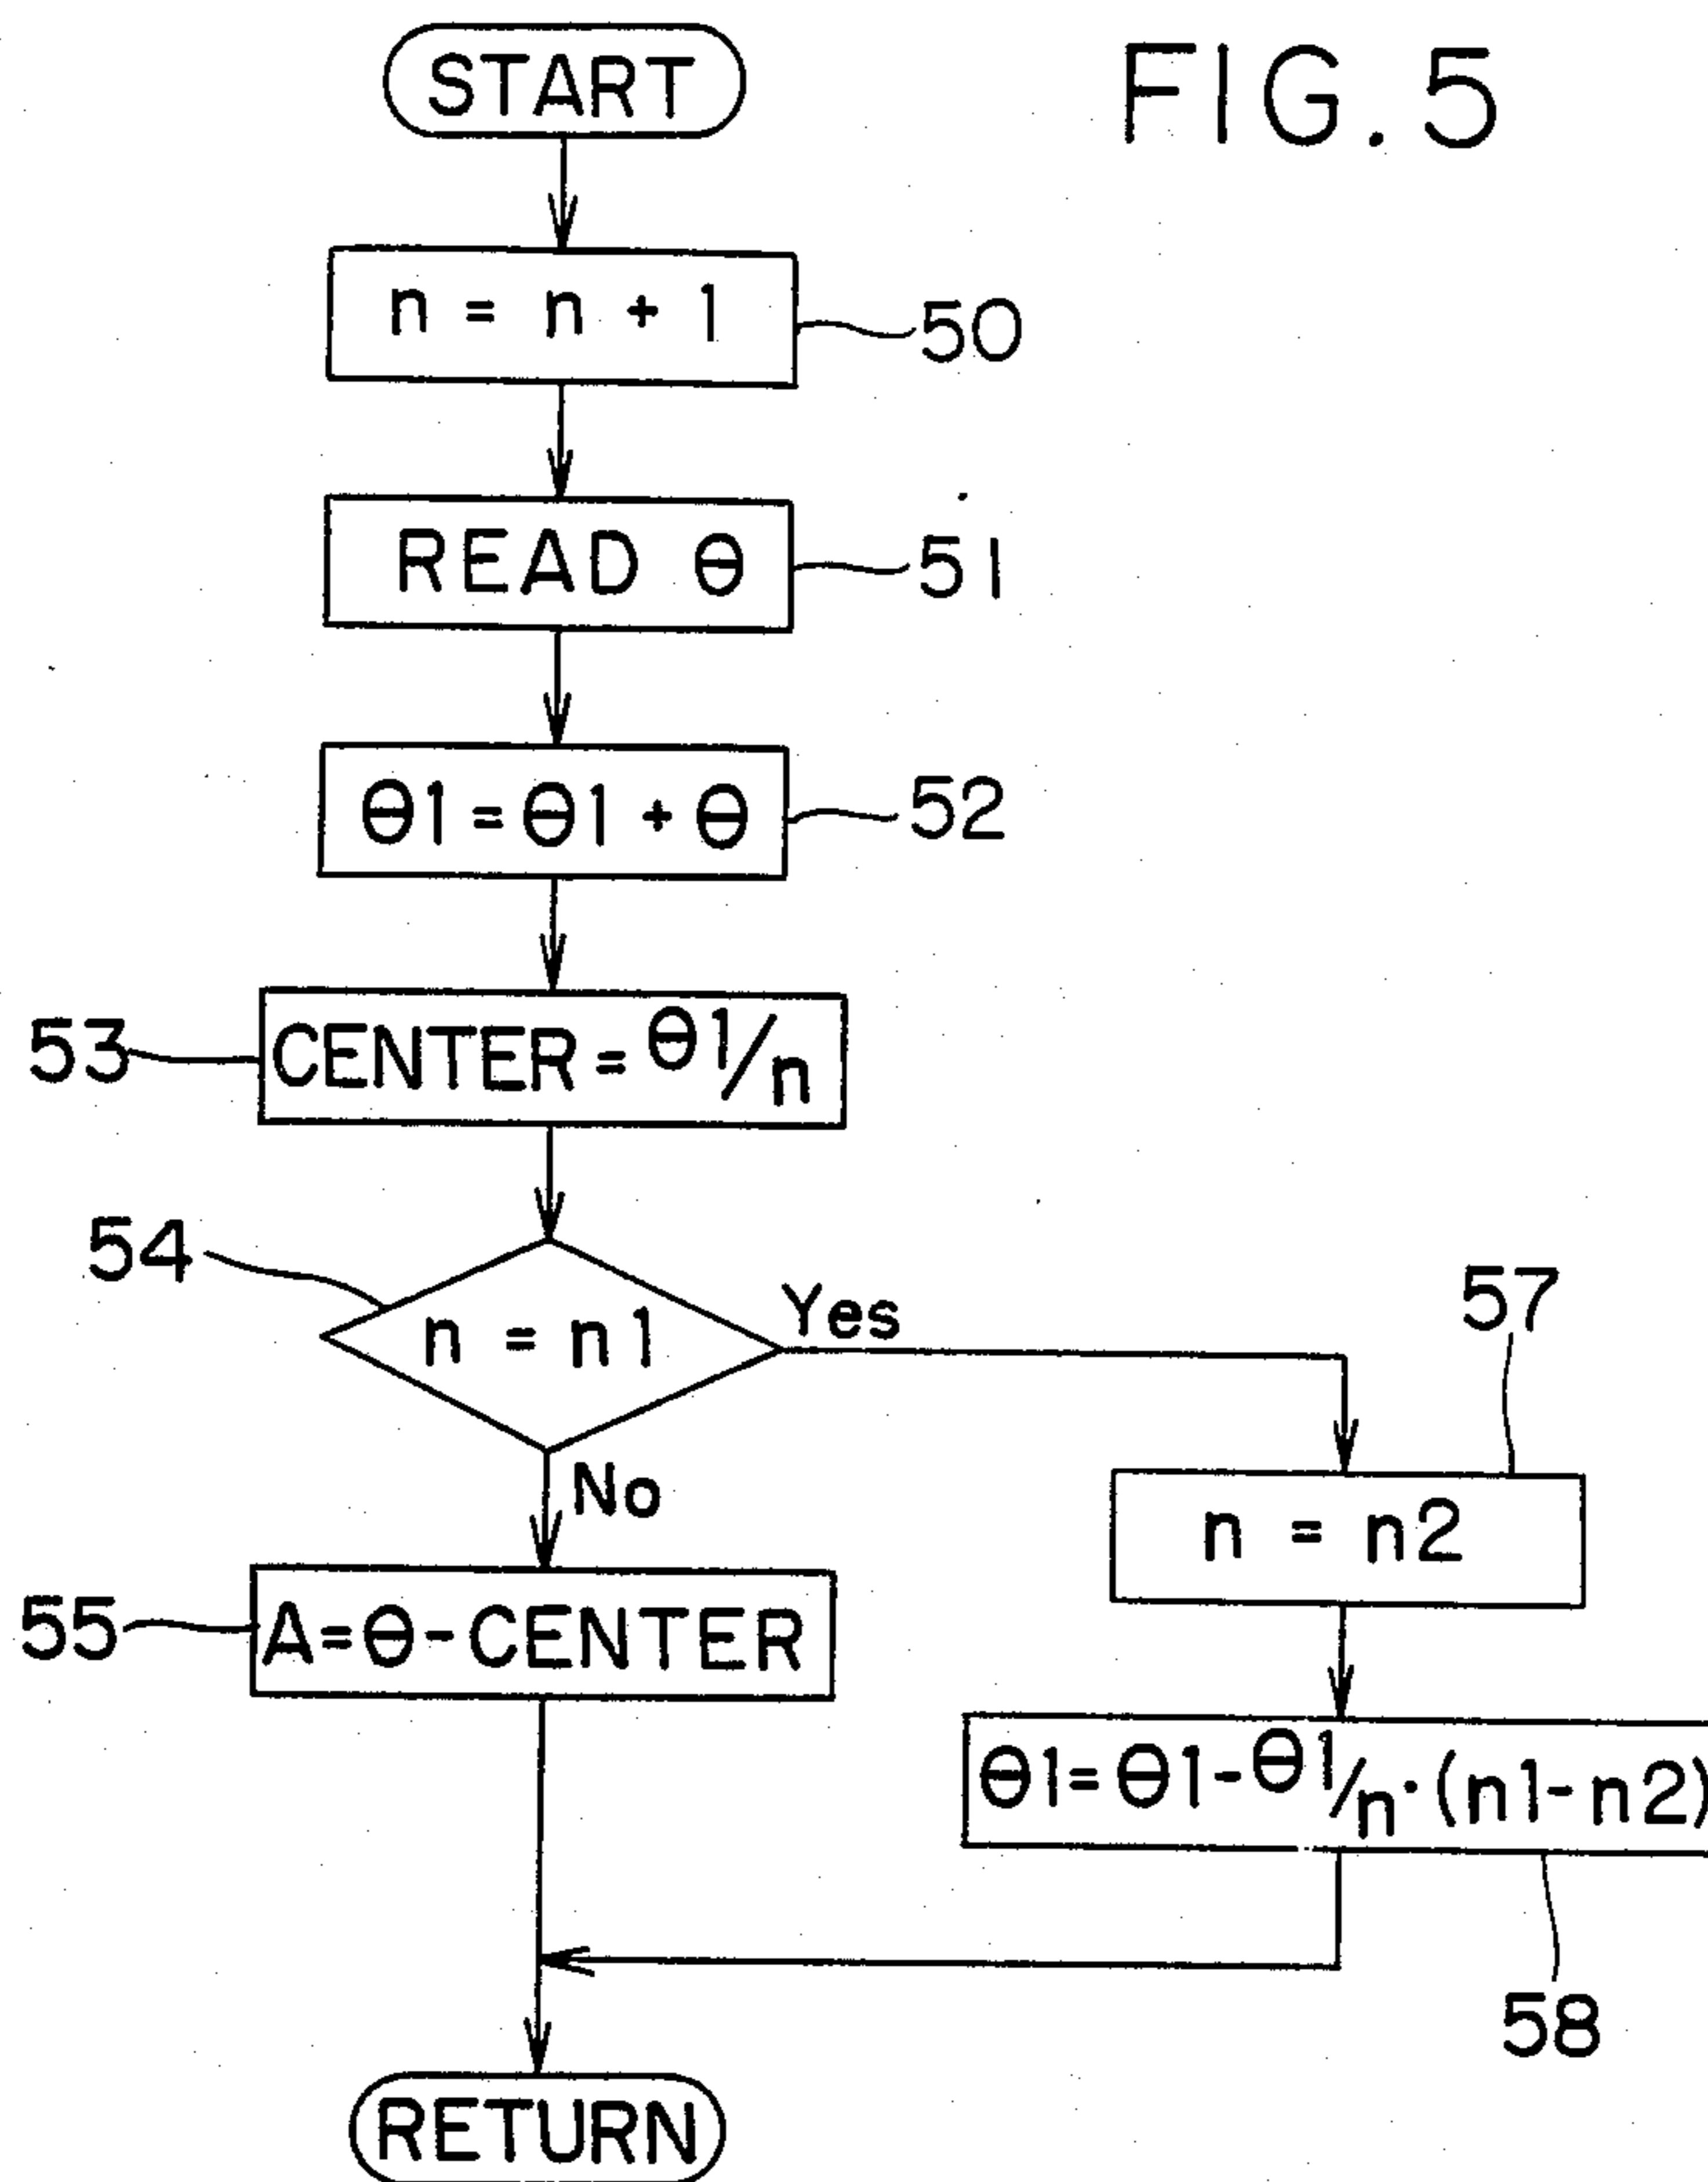 START
FIG. 5
n = n + 1
50
READ θ
51
θ1 = θ1 + θ
52
53
CENTER = θ1/n
54
n = n1
Yes
No
57
n = n2
55
A = θ - CENTER
θ1 = θ1 - θ1/n · (n1 - n2)
58
RETURN